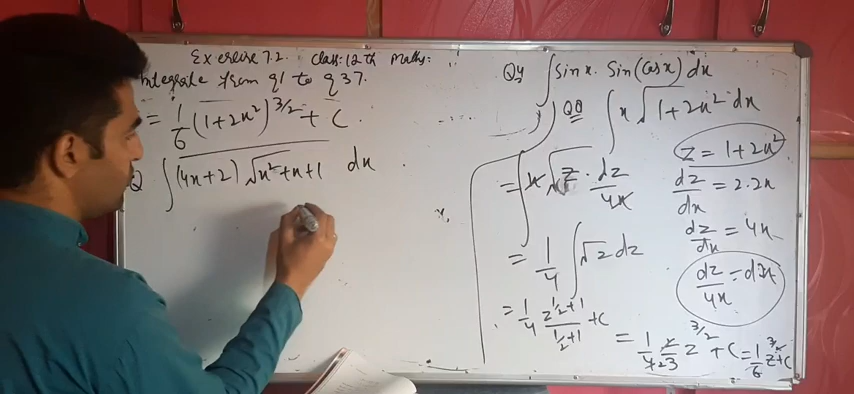 Exercise 7.2. class: 12th Maths:
Integrate from q1 to q37.
= 1/6 (1+2x²)^3/2 + C.
Q ∫ (4x+2) √x²+x+1 dx
Q4 ∫ Sinx. Sin(cosx) dx
Q8 ∫ x √1+2x² dx
= ∫ x √z · dz/4x
= 1/4 ∫ √z dz
= 1/4 z^1/2+1 / 1/2+1 + C
= 1/4 2/3 z^3/2 + C = 1/6 z^3/2 + C
z = 1+2x²
dz/dx = 2.2x
dz/dx = 4x
dz/4x = dx